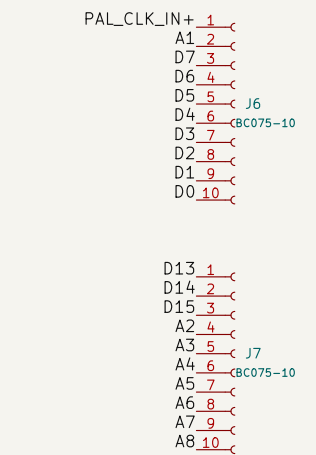 PAL_CLK_IN+ 1
A1 2
D7 3
D6 4
D5 5 J6
D4 6 BC075-10
D3 7
D2 8
D1 9
D0 10
D13 1
D14 2
D15 3
A2 4
A3 5 J7
A4 6 BC075-10
A5 7
A6 8
A7 9
A8 10